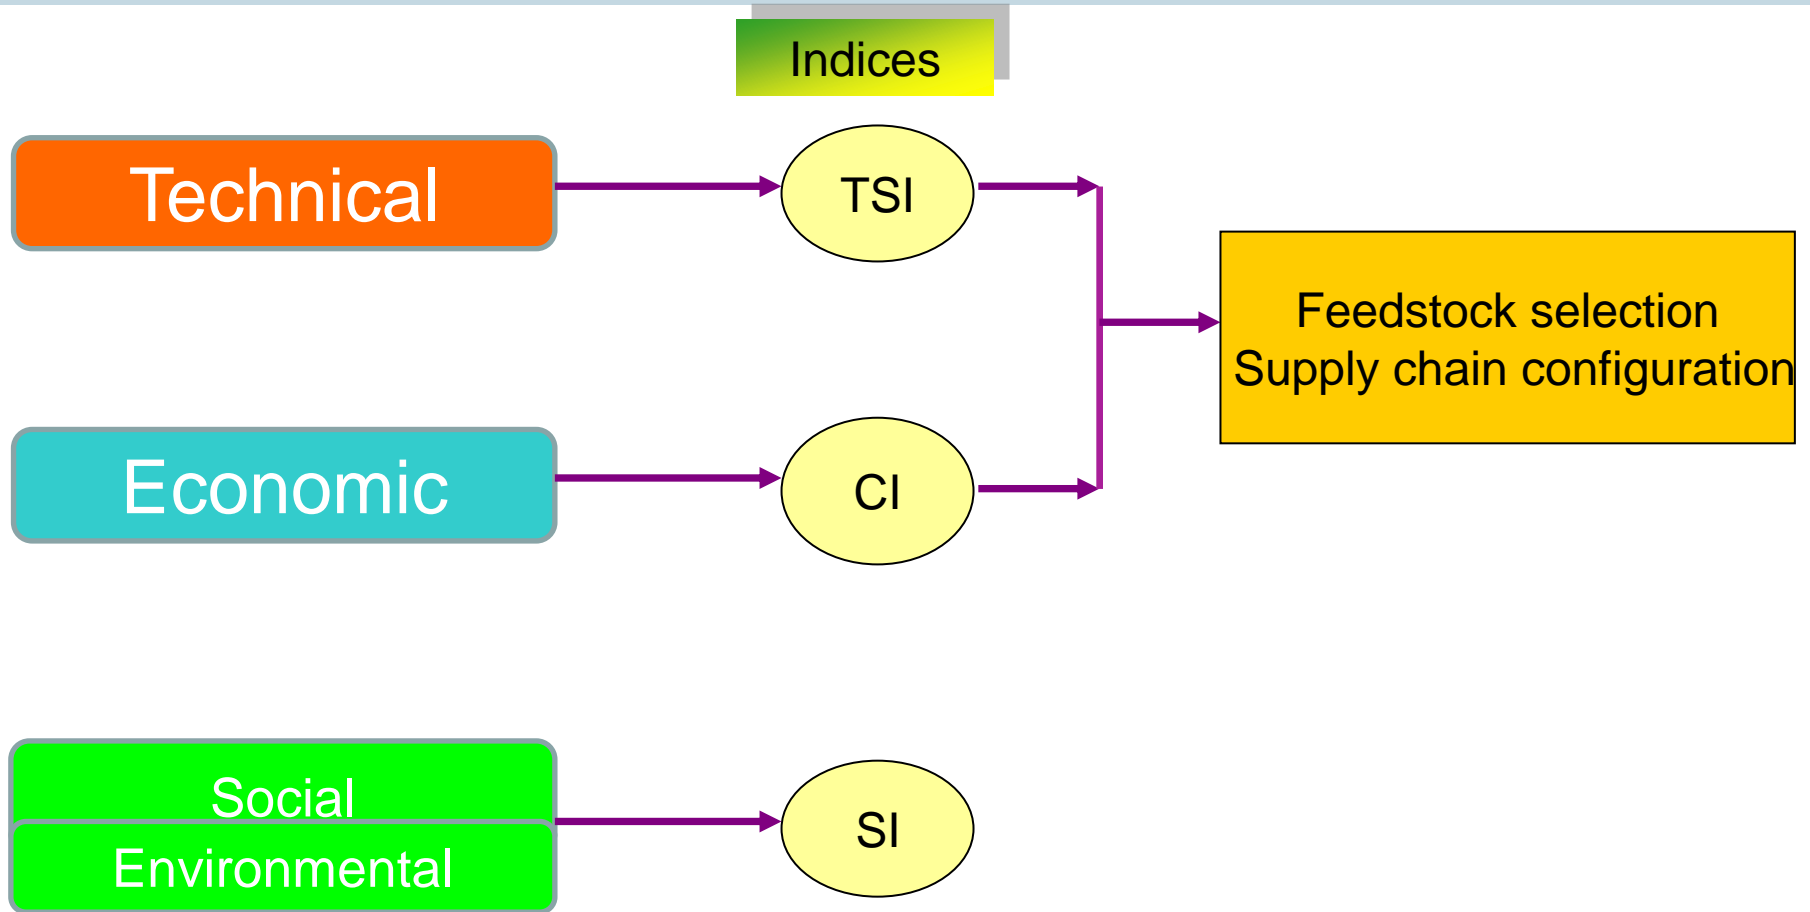 Indices
Technical
TSI
Feedstock selection
Supply chain configuration
Economic
CI
Social
Environmental
SI